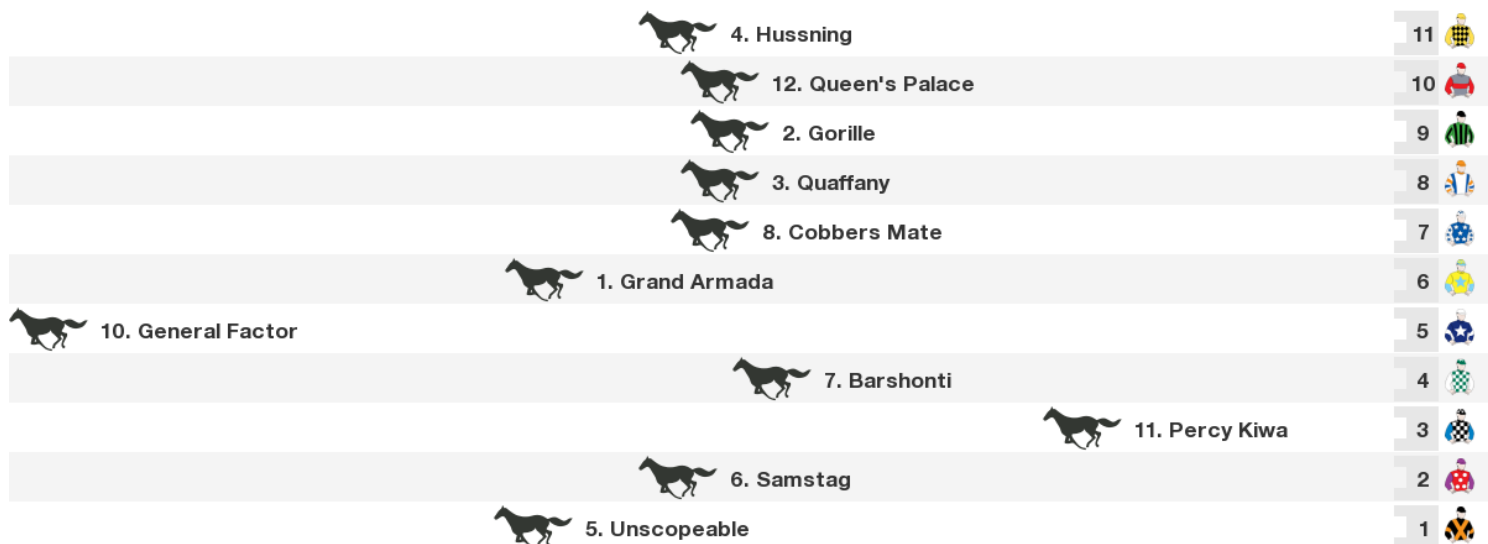 4. Hussning 11
12. Queen's Palace 10
2. Gorille 9
3. Quaffany 8
8. Cobbers Mate 7
1. Grand Armada 6
10. General Factor 5
7. Barshonti 4
11. Percy Kiwa 3
6. Samstag 2
5. Unscopeable 1